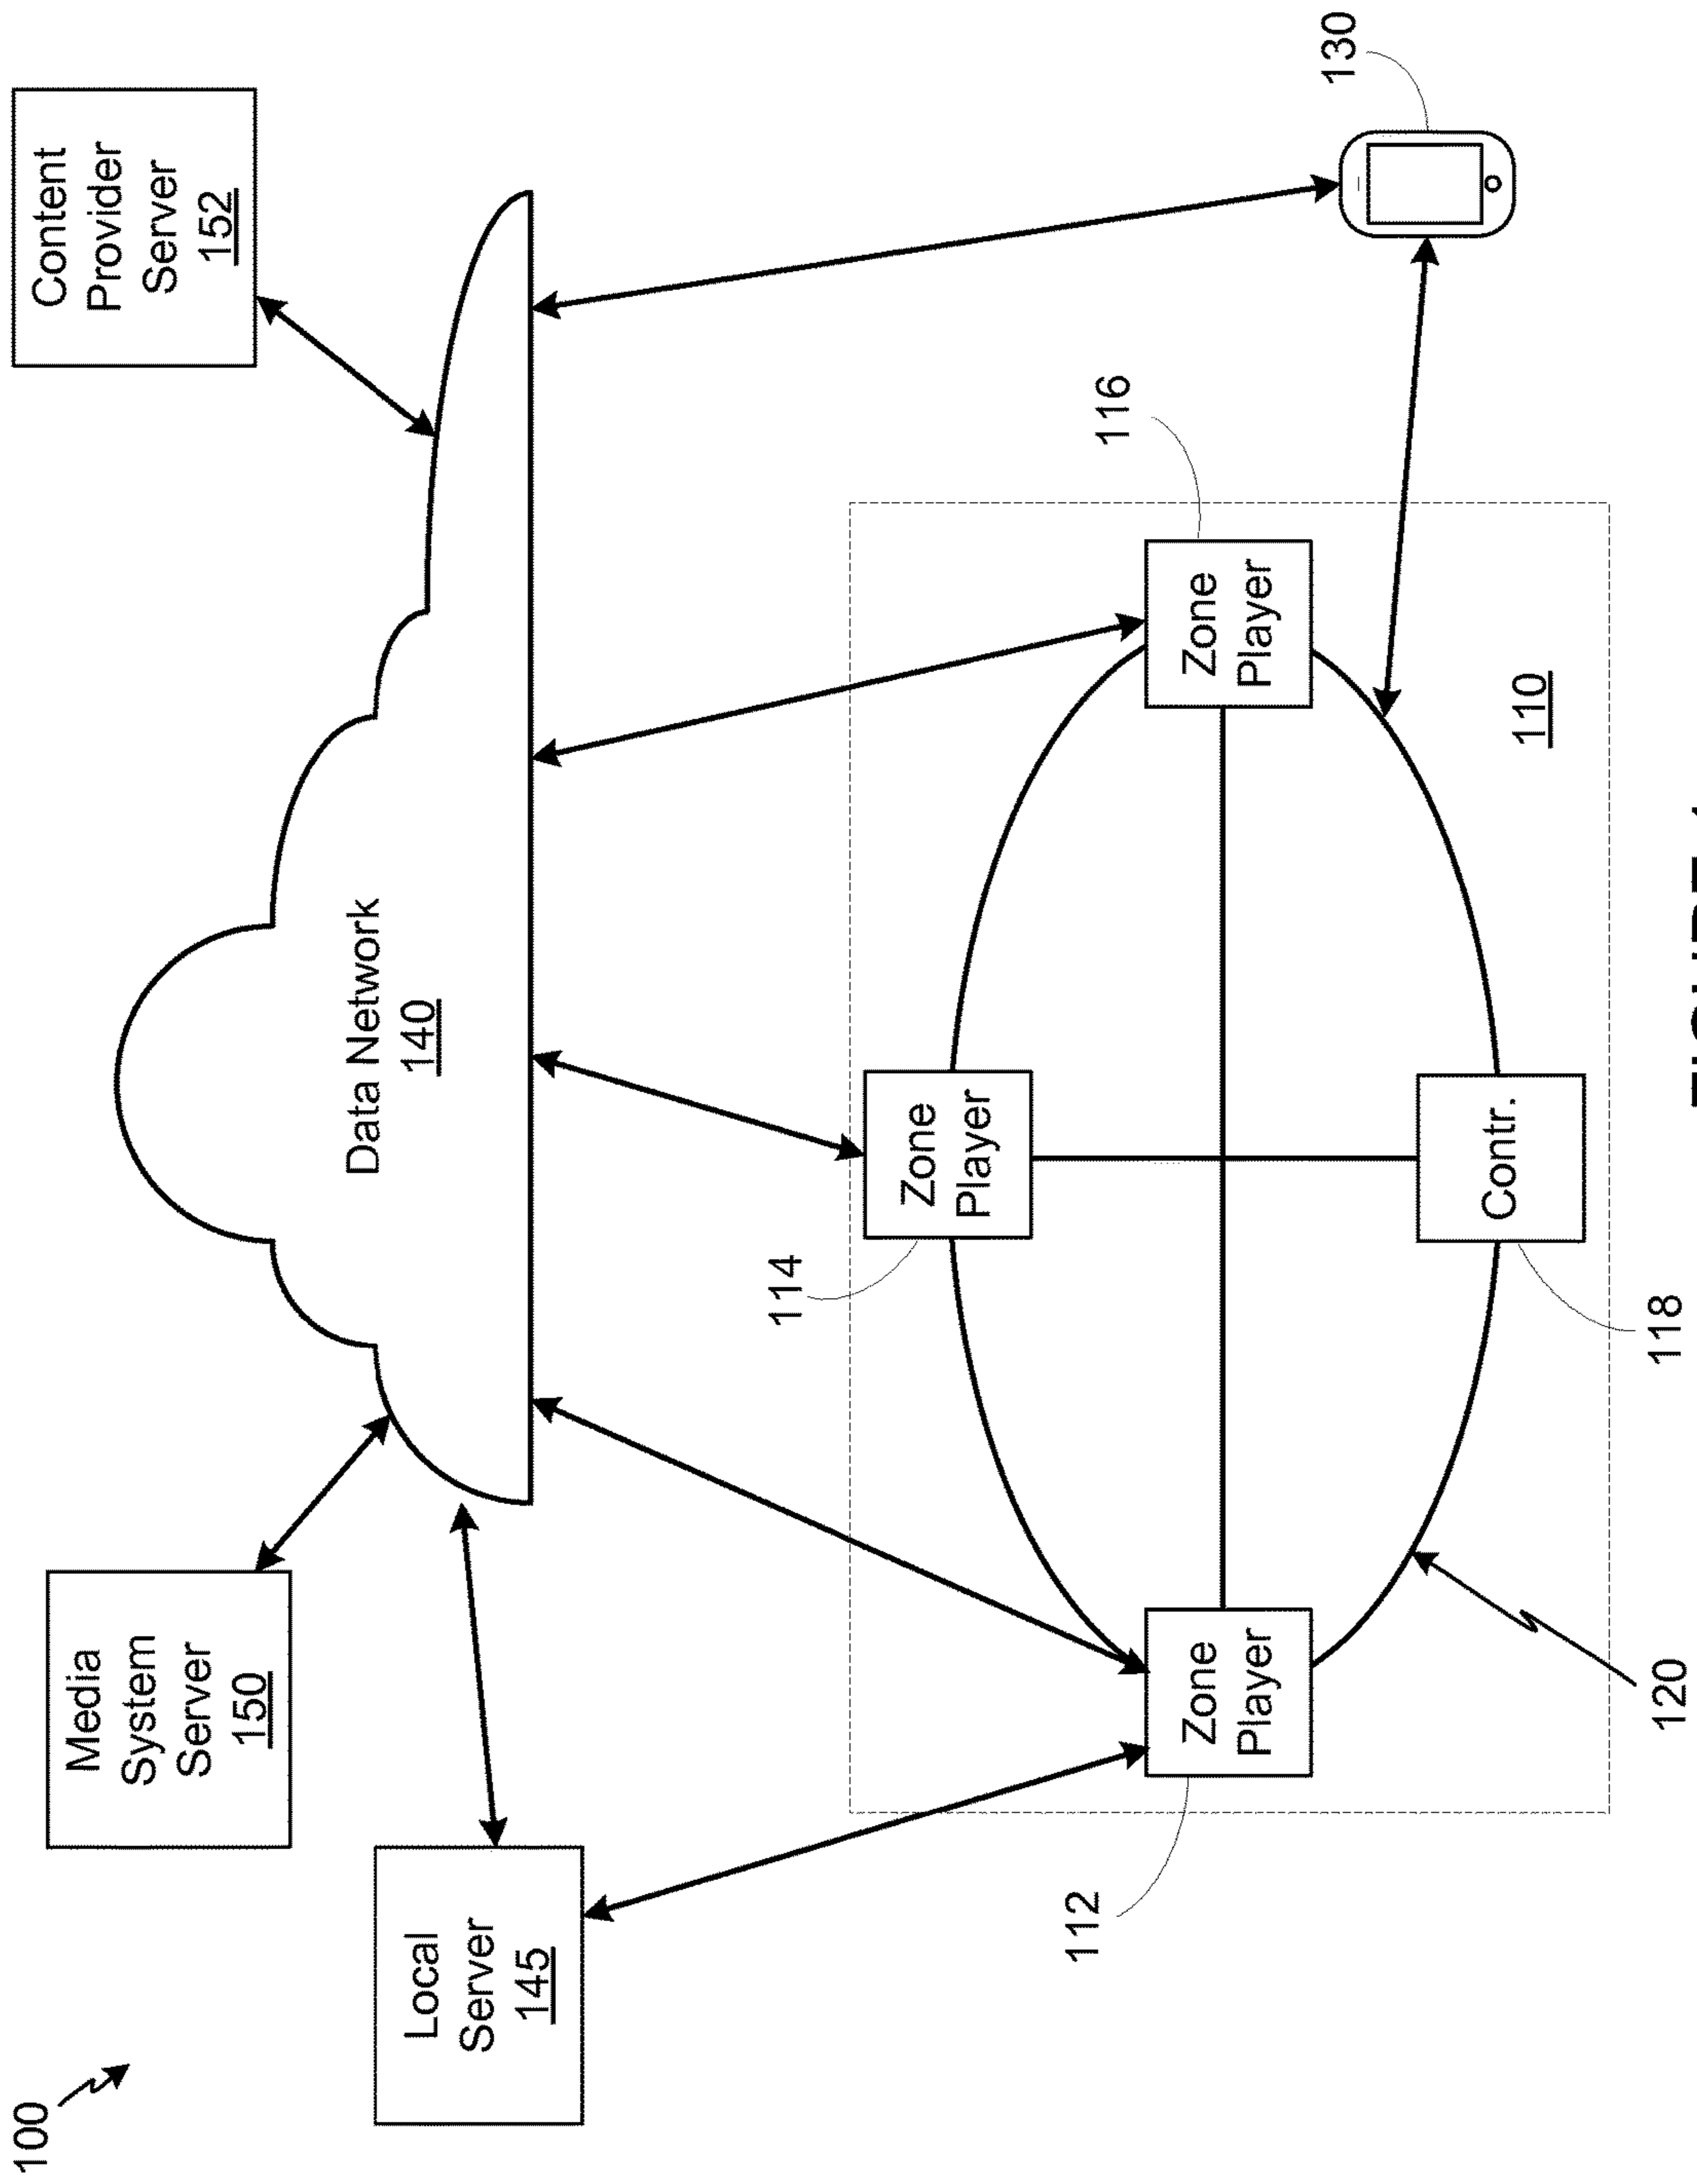 100
Media
System
Server
150
Content
Provider
Server
152
Local
Server
145
Data Network
140
114
Zone
Player
116
112
Zone
Player
Zone
Player
130
Contr.
110
120
118